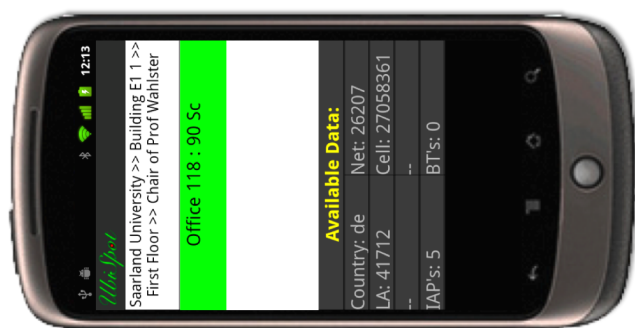 12:13
UbiSpot
Saarland University >> Building E1 1 >>
First Floor >> Chair of Prof Wahlster
Office 118 : 90 Sc
Available Data:
Country: de Net: 26207
LA: 41712 Cell: 27058361
-- --
IAP's: 5 BT's: 0